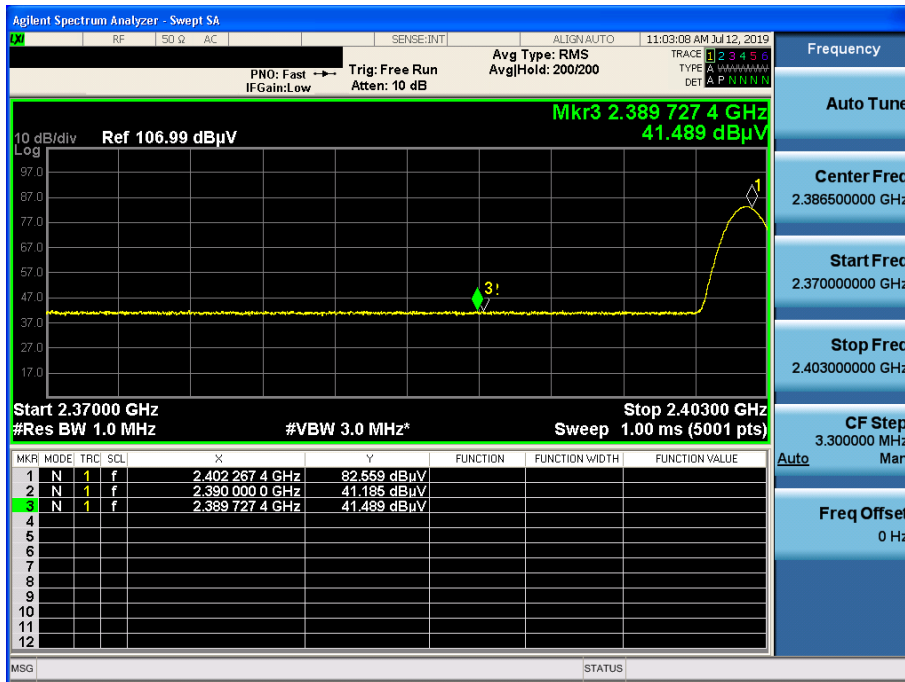 Agilent Spectrum Analyzer - Swept SA
LXI RF 50 Ω AC SENSE:INT ALIGN AUTO 11:03:08 AM Jul 12, 2019
PNO: Fast Trig: Free Run Avg Type: RMS TRACE 1 2 3 4 5 6
IFGain:Low Atten: 10 dB Avg|Hold: 200/200 TYPE A WWWWW
DET A P N N N N
Mkr3 2.389 727 4 GHz
41.489 dBµV
10 dB/div Ref 106.99 dBµV
Log
97.0
87.0
77.0
67.0
57.0
47.0
37.0
27.0
17.0
1
3
Start 2.37000 GHz Stop 2.40300 GHz
#Res BW 1.0 MHz #VBW 3.0 MHz* Sweep 1.00 ms (5001 pts)
MKR MODE TRC SCL X Y FUNCTION FUNCTION WIDTH FUNCTION VALUE
1 N 1 f 2.402 267 4 GHz 82.559 dBµV
2 N 1 f 2.390 000 0 GHz 41.185 dBµV
3 N 1 f 2.389 727 4 GHz 41.489 dBµV
4
5
6
7
8
9
10
11
12
MSG STATUS
Frequency
Auto Tune
Center Freq
2.386500000 GHz
Start Freq
2.370000000 GHz
Stop Freq
2.403000000 GHz
CF Step
3.300000 MHz
Auto Man
Freq Offset
0 Hz